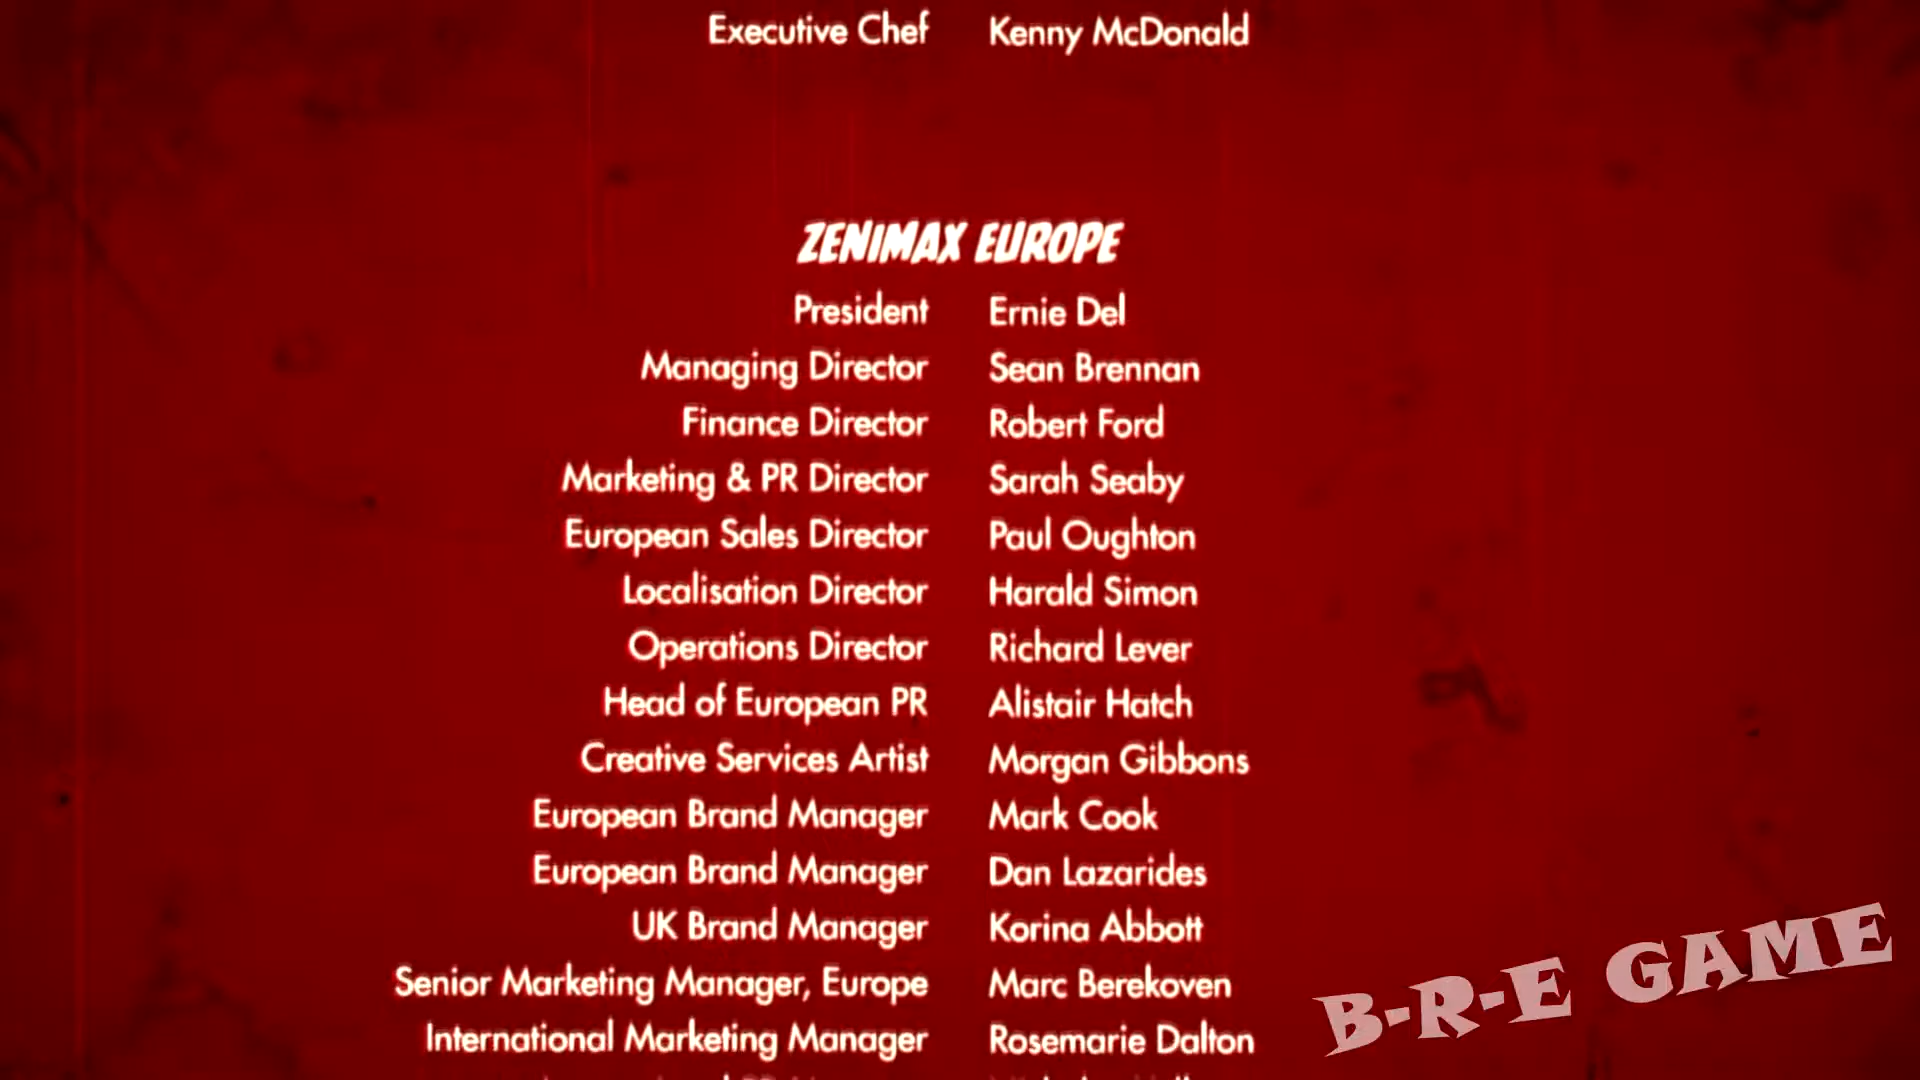 Executive Chef Kenny McDonald
ZENIMAX EUROPE
President Ernie Del
Managing Director Sean Brennan
Finance Director Robert Ford
Marketing & PR Director Sarah Seaby
European Sales Director Paul Oughton
Localisation Director Harald Simon
Operations Director Richard Lever
Head of European PR Alistair Hatch
Creative Services Artist Morgan Gibbons
European Brand Manager Mark Cook
European Brand Manager Dan Lazarides
UK Brand Manager Korina Abbott
Senior Marketing Manager, Europe Marc Berekoven
International Marketing Manager Rosemarie Dalton
B-R-E GAME